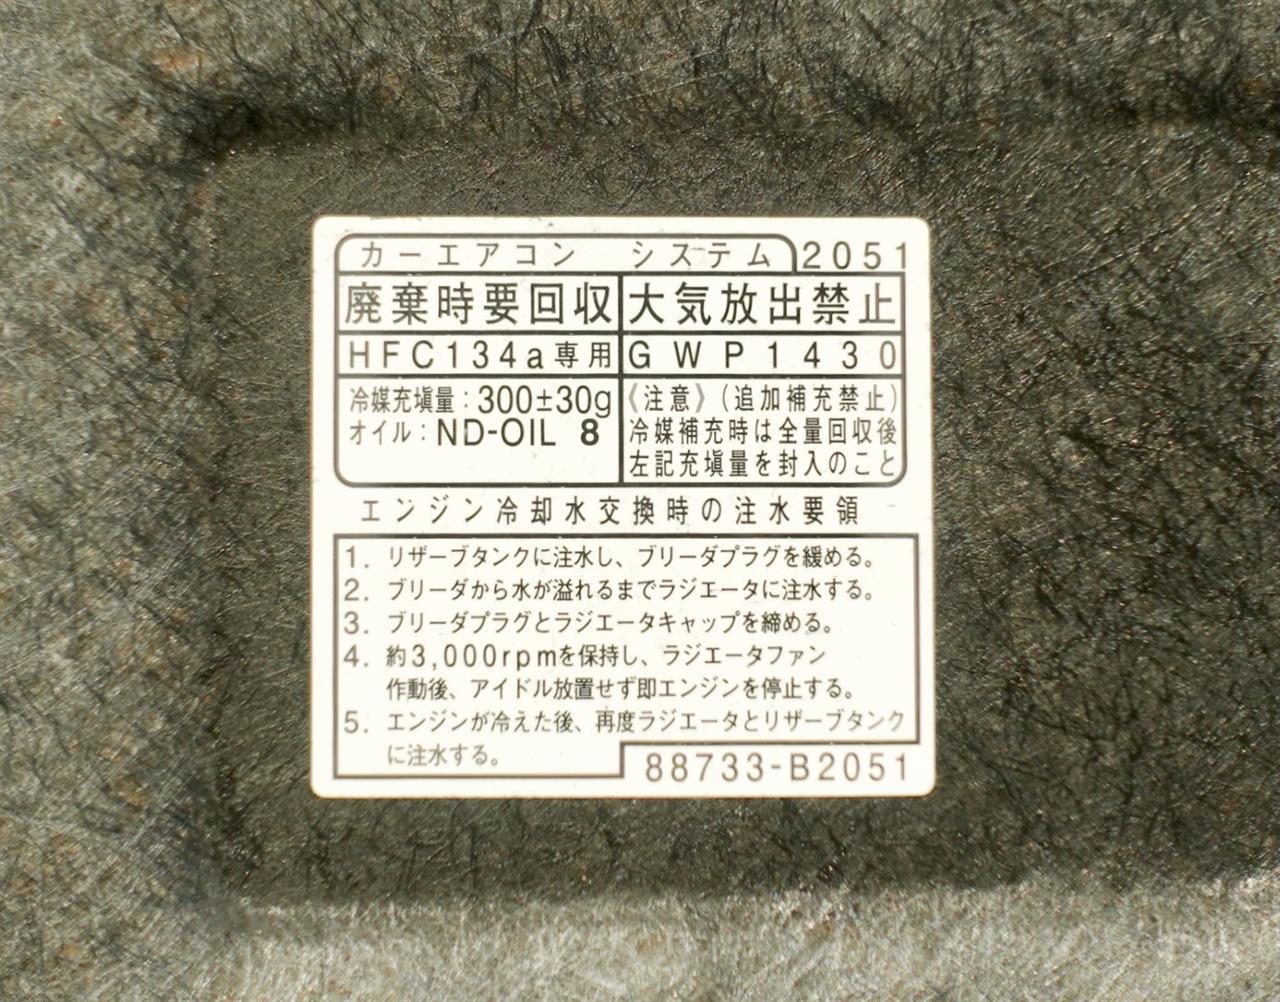 カーエアコン システム 2051
廃棄時要回収 大気放出禁止
HFC134a専用 GWP1430
冷媒充塡量：300±30g
オイル：ND-OIL 8
《注意》（追加補充禁止）
冷媒補充時は全量回収後
左記充塡量を封入のこと
エンジン冷却水交換時の注水要領
1. リザーブタンクに注水し、ブリーダプラグを緩める。
2. ブリーダから水が溢れるまでラジエータに注水する。
3. ブリーダプラグとラジエータキャップを締める。
4. 約3,000rpmを保持し、ラジエータファン
作動後、アイドル放置せず即エンジンを停止する。
5. エンジンが冷えた後、再度ラジエータとリザーブタンク
に注水する。
88733-B2051